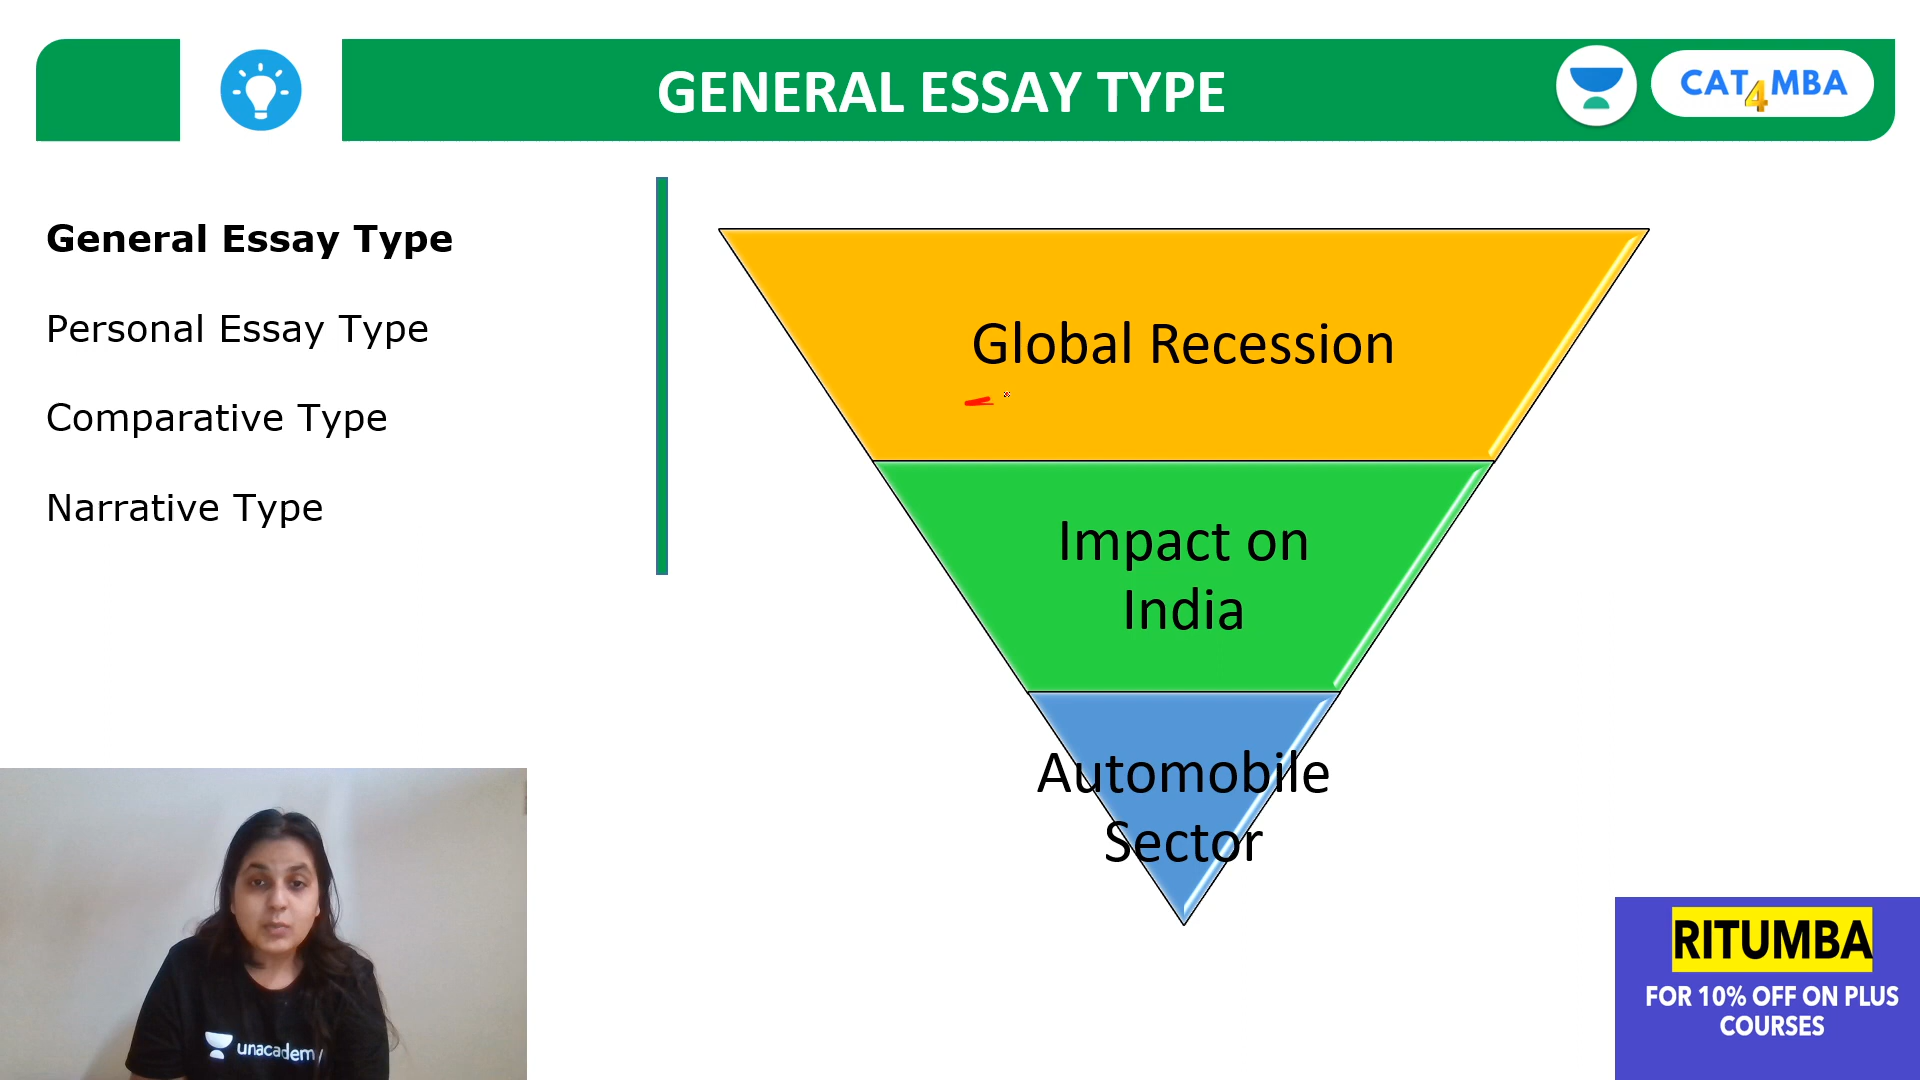 GENERAL ESSAY TYPE
CAT4MBA
General Essay Type
Personal Essay Type
Comparative Type
Narrative Type
Global Recession
Impact on
India
Automobile
Sector
unacademy
RITUMBA
FOR 10% OFF ON PLUS
COURSES